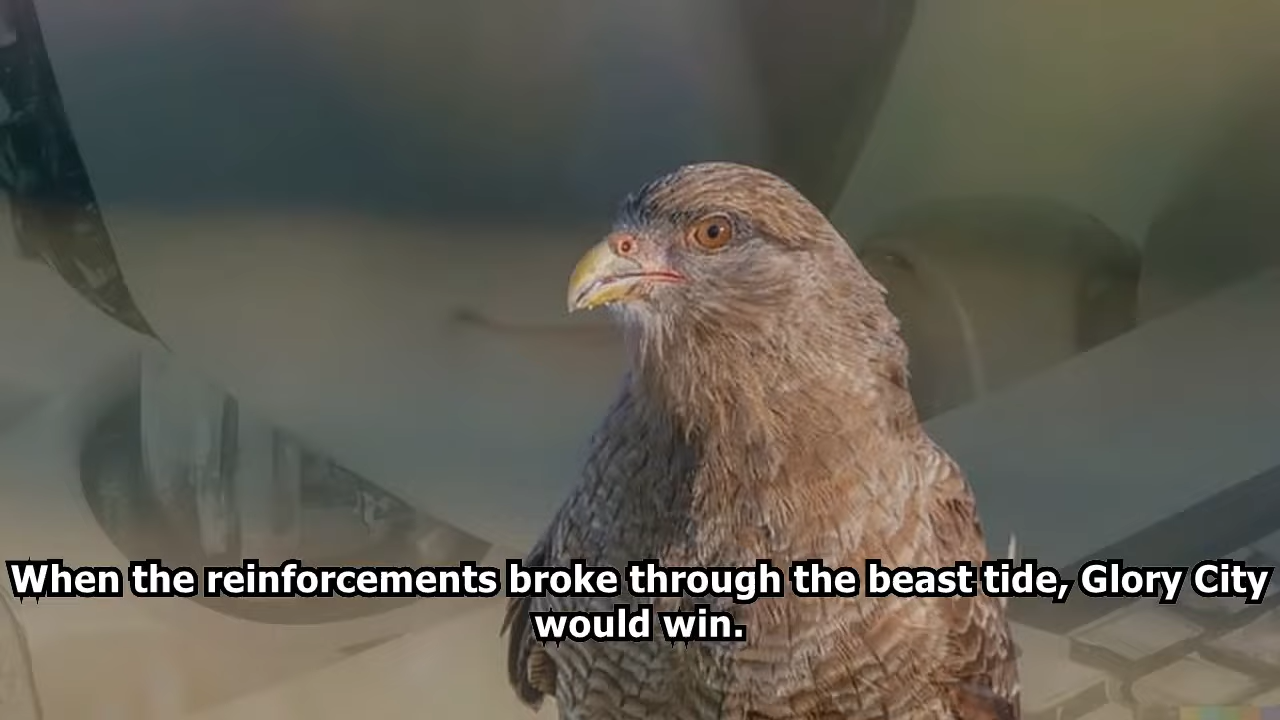 When the reinforcements broke through the beast tide, Glory City
would win.